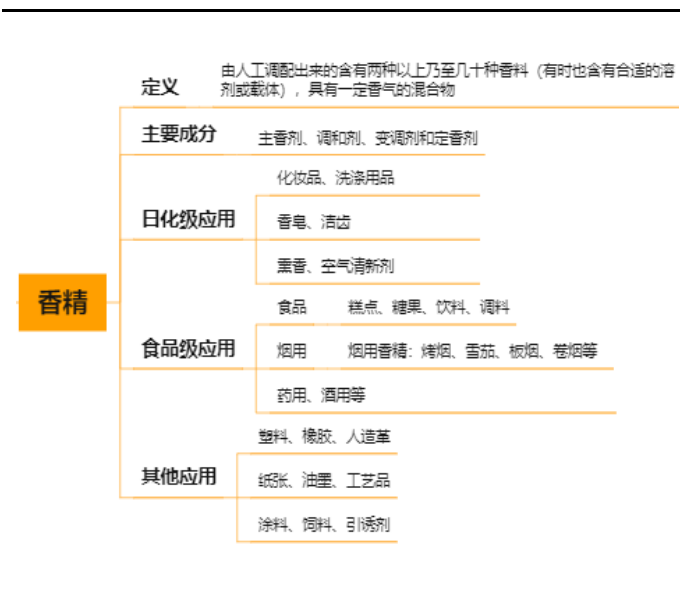 定义
由人工调配出来的含有两种以上乃至几十种香料（有时也含有合适的溶
剂或载体），具有一定香气的混合物
主要成分
主香剂、调和剂、变调剂和定香剂
化妆品、洗涤用品
日化级应用
香皂、洁齿
熏香、空气清新剂
香精
食品
糕点、糖果、饮料、调料
食品级应用
烟用
烟用香精：烤烟、雪茄、板烟、卷烟等
药用、酒用等
塑料、橡胶、人造革
其他应用
纸张、油墨、工艺品
涂料、饲料、引诱剂